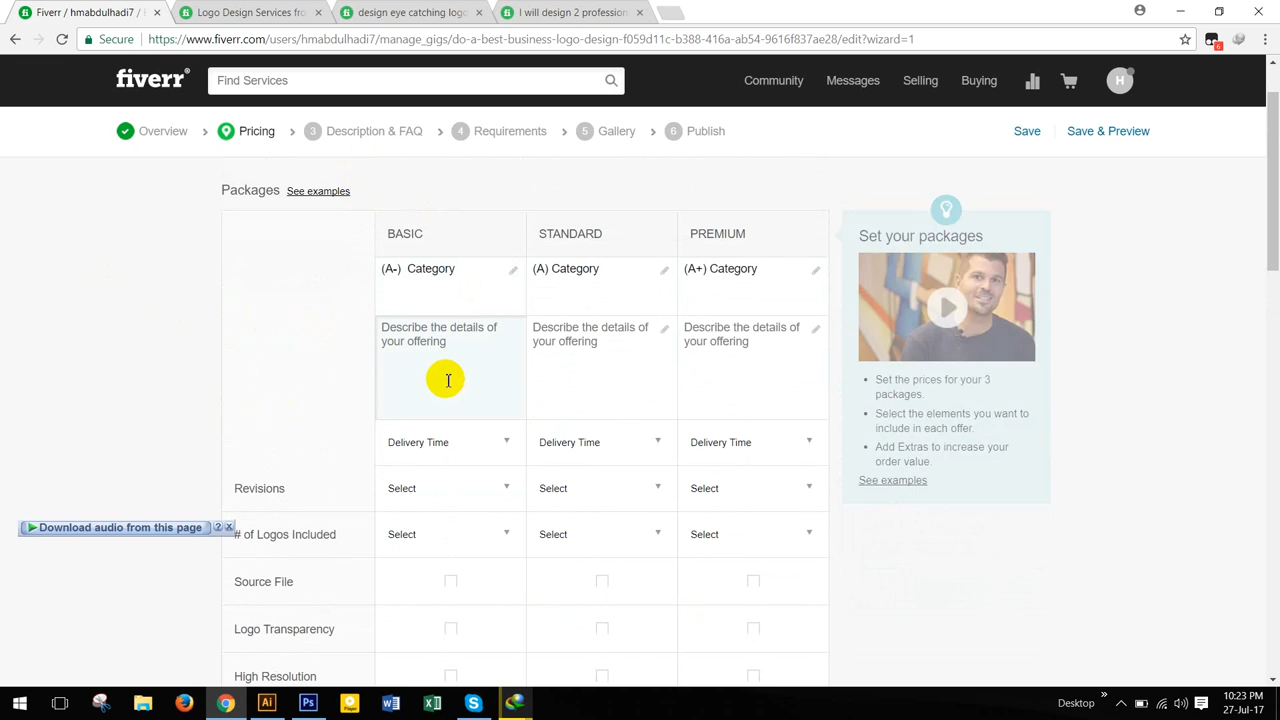 Fiverr / hmabdulhadi7 /
Logo Design Services fro
design eye catching logo
I will design 2 profession
Secure
https://www.fiverr.com/users/hmabdulhadi7/manage_gigs/do-a-best-business-logo-design-f059d11c-b388-416a-ab54-9616f837ae28/edit?wizard=1
6
fiverr®
Find Services
Community
Messages
Selling
Buying
H
Overview
Pricing
3 Description & FAQ
4 Requirements
5 Gallery
6 Publish
Save
Save & Preview
Packages See examples
BASIC STANDARD PREMIUM
(A-) Category (A) Category (A+) Category
Describe the details of Describe the details of Describe the details of
your offering your offering your offering
Delivery Time Delivery Time Delivery Time
Revisions Select Select Select
# of Logos Included Select Select Select
Source File
Logo Transparency
High Resolution
Set your packages
Set the prices for your 3
packages.
Select the elements you want to
include in each offer.
Add Extras to increase your
order value.
See examples
Download audio from this page ? x
Ai
Ps
Player
Desktop
10:23 PM
27-Jul-17